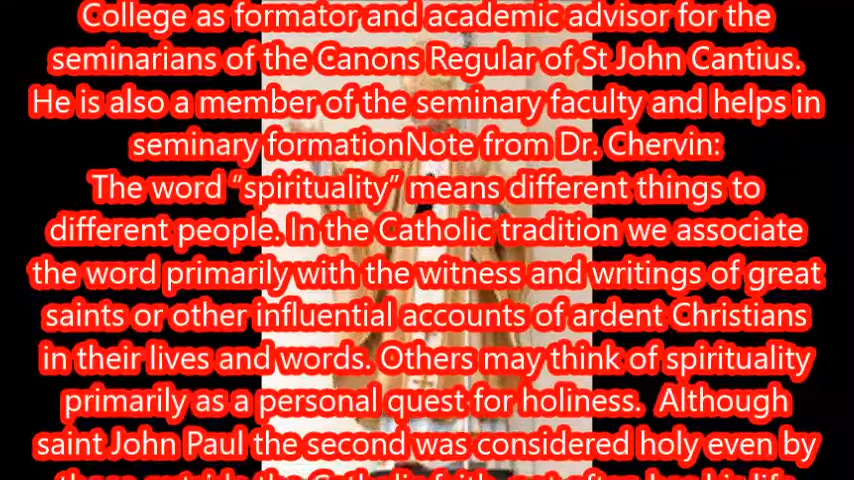 College as formator and academic advisor for the
seminarians of the Canons Regular of St John Cantius.
He is also a member of the seminary faculty and helps in
seminary formationNote from Dr. Chervin:
The word “spirituality” means different things to
different people. In the Catholic tradition we associate
the word primarily with the witness and writings of great
saints or other influential accounts of ardent Christians
in their lives and words. Others may think of spirituality
primarily as a personal quest for holiness. Although
saint John Paul the second was considered holy even by